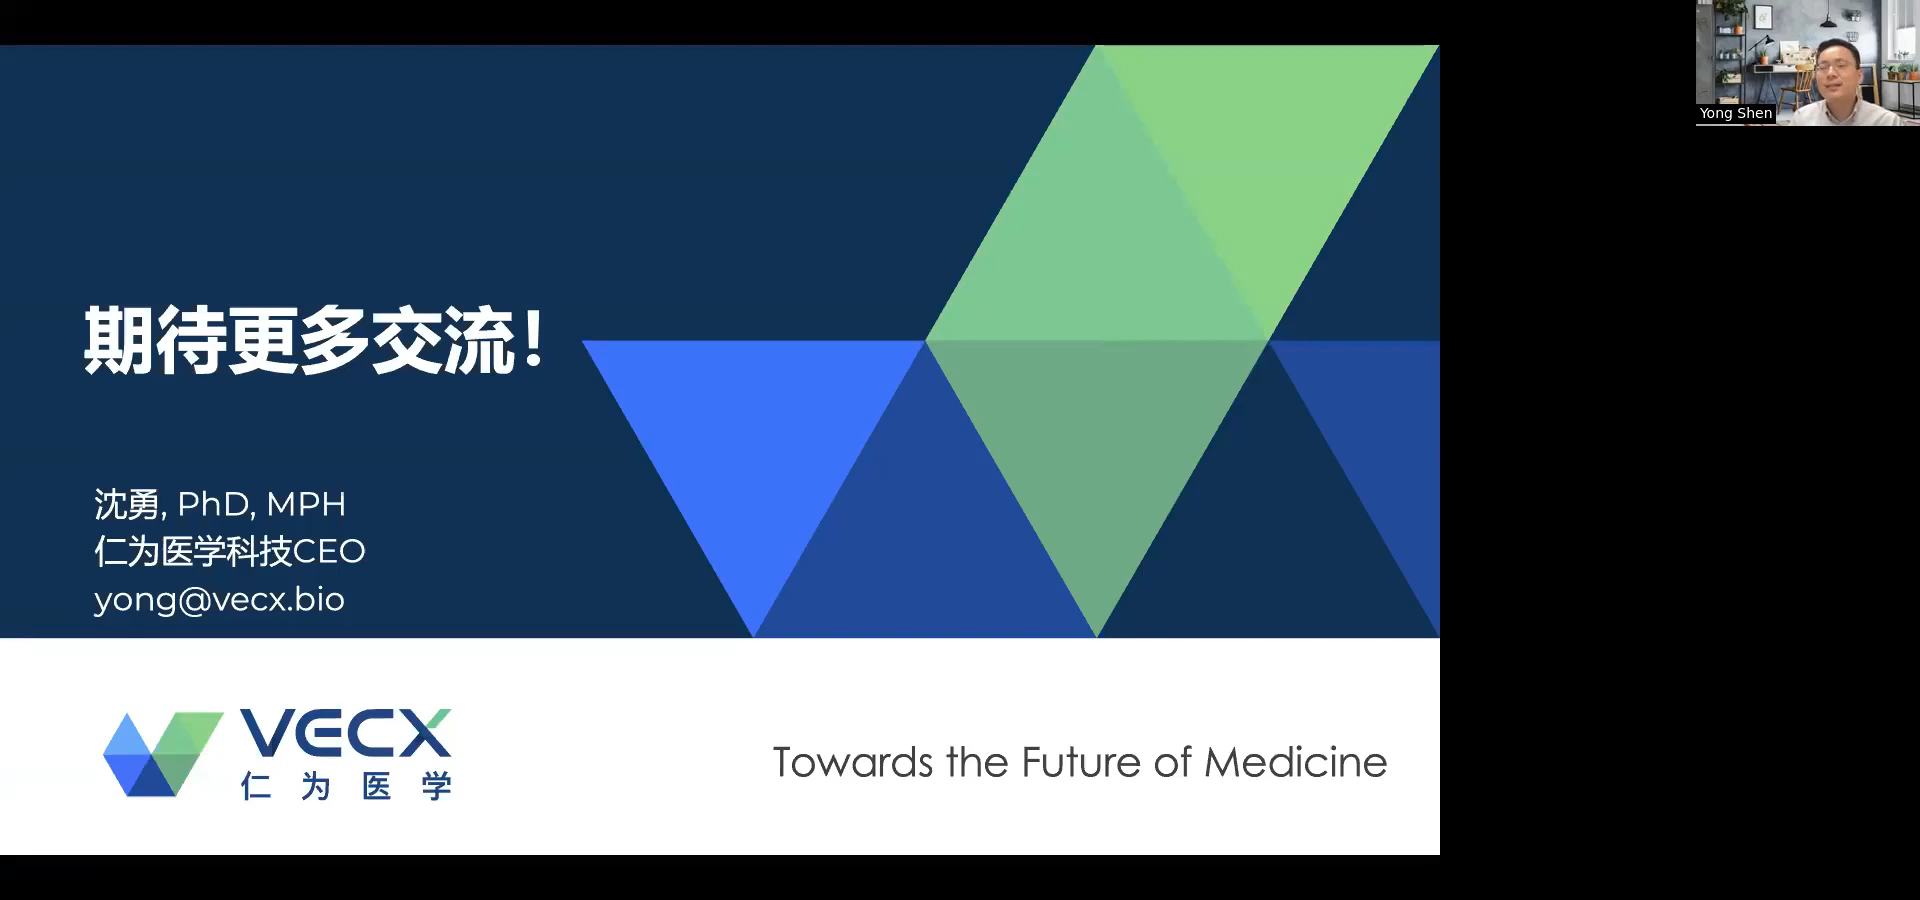 Yong Shen
期待更多交流！
沈勇, PhD, MPH
仁为医学科技CEO
yong@vecx.bio
VECX
仁为医学
Towards the Future of Medicine